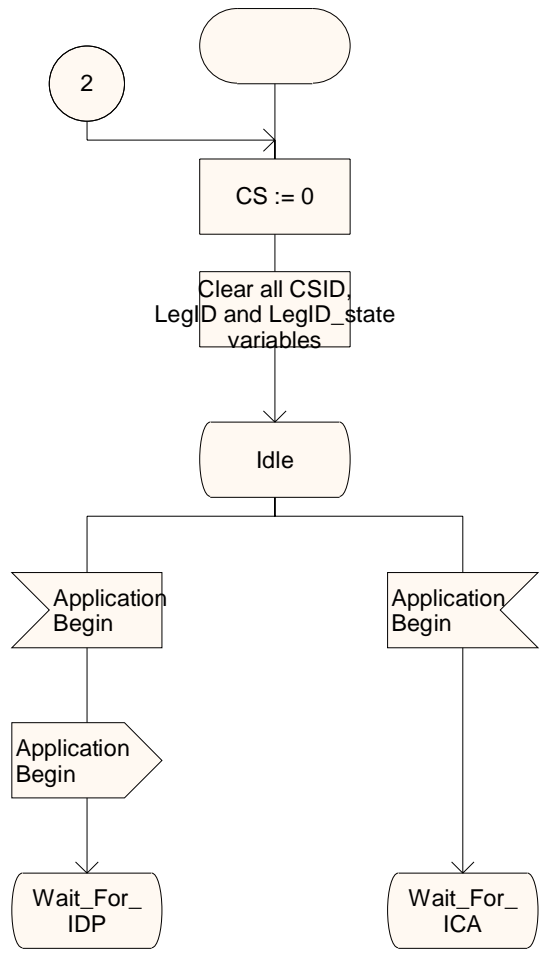 2
CS := 0
Clear all CSID,
LegID and LegID_state
variables
Idle
Application
Begin
Application
Begin
Application
Begin
Wait_For_
IDP
Wait_For_
ICA